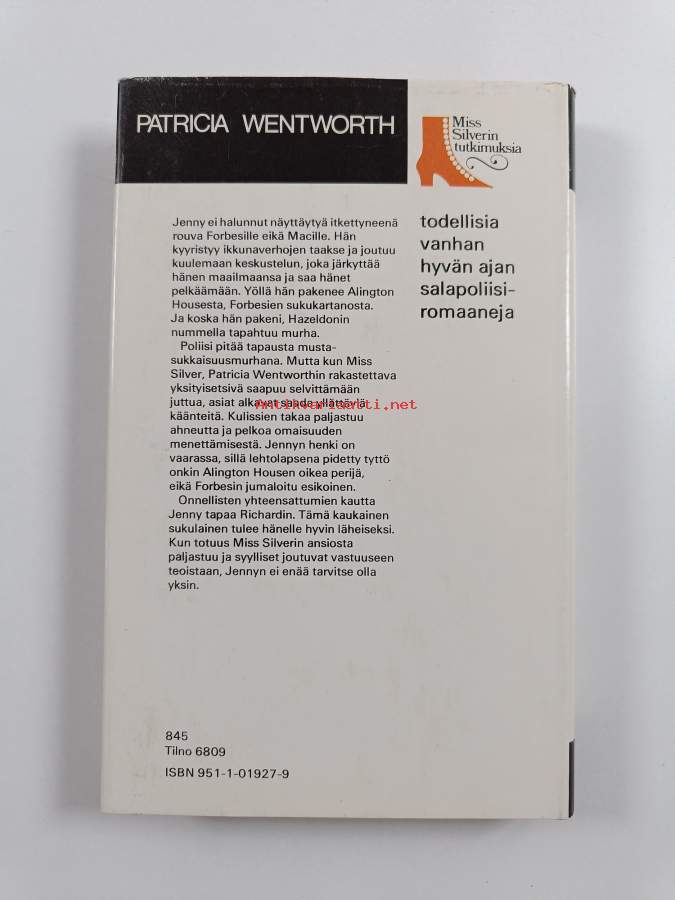 PATRICIA WENTWORTH
Miss
Silverin
tutkimuksia
todellisia
vanhan
hyvän ajan
salapoliisi-
romaaneja
Jenny ei halunnut näyttäytyä itkettyneenä
rouva Forbesille eikä Macille. Hän
kyyristyy ikkunaverhojen taakse ja joutuu
kuulemaan keskustelun, joka järkyttää
hänen maailmaansa ja saa hänet
pelkäämään. Yöllä hän pakenee Alington
Housesta, Forbesien sukukartanosta.
Ja koska hän pakeni, Hazeldonin
nummella tapahtuu murha.
Poliisi pitää tapausta musta-
sukkaisuusmurhana. Mutta kun Miss
Silver, Patricia Wentworthin rakastettava
yksityisetsivä saapuu selvittämään
juttua, asiat alkavat saada yllättäviä
antikvariaatti.net
käänteitä. Kulissien takaa paljastuu
ahneutta ja pelkoa omaisuuden
menettämisestä. Jennyn henki on
vaarassa, sillä lehtolapsena pidetty tyttö
onkin Alington Housen oikea perijä,
eikä Forbesin jumaloitu esikoinen.
Onnellisten yhteensattumien kautta
Jenny tapaa Richardin. Tämä kaukainen
sukulainen tulee hänelle hyvin läheiseksi.
Kun totuus Miss Silverin ansiosta
paljastuu ja syylliset joutuvat vastuuseen
teoistaan, Jennyn ei enää tarvitse olla
yksin.
845
Tilno 6809
ISBN 951-1-01927-9